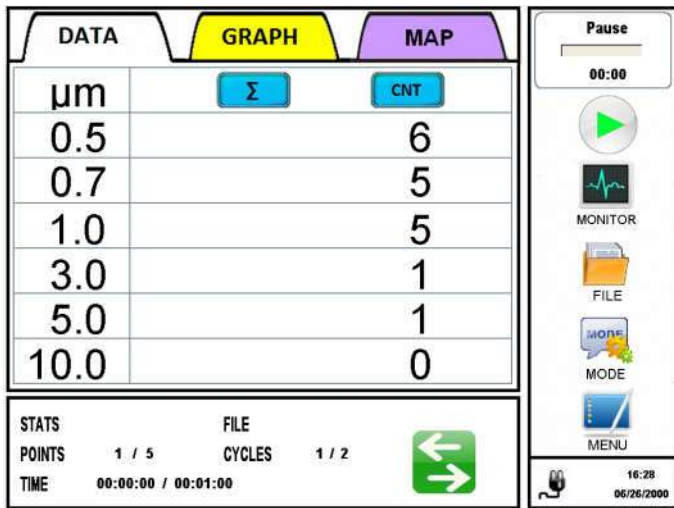 DATA GRAPH MAP
µm Σ CNT
0.5 6
0.7 5
1.0 5
3.0 1
5.0 1
10.0 0
STATS FILE
POINTS 1 / 5 CYCLES 1 / 2
TIME 00:00:00 / 00:01:00
Pause
00:00
MONITOR
FILE
MODE
MODE
MENU
16:28
06/26/2000